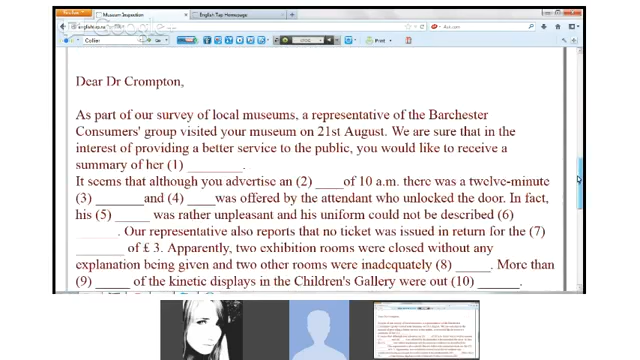 Museum Inspection
English Tap Homepage
Print
Dear Dr Crompton,
As part of our survey of local museums, a representative of the Barchester
Consumers' group visited your museum on 21st August. We are sure that in the
interest of providing a better service to the public, you would like to receive a
summary of her (1) ________.
It seems that although you advertise an (2) ____of 10 a.m. there was a twelve-minute
(3) _______and (4) ____was offered by the attendant who unlocked the door. In fact,
his (5) _____ was rather unpleasant and his uniform could not be described (6)
______. Our representative also reports that no ticket was issued in return for the (7)
_______ of £ 3. Apparently, two exhibition rooms were closed without any
explanation being given and two other rooms were inadequately (8) _____. More than
(9) ______ of the kinetic displays in the Children's Gallery were out (10) ______.